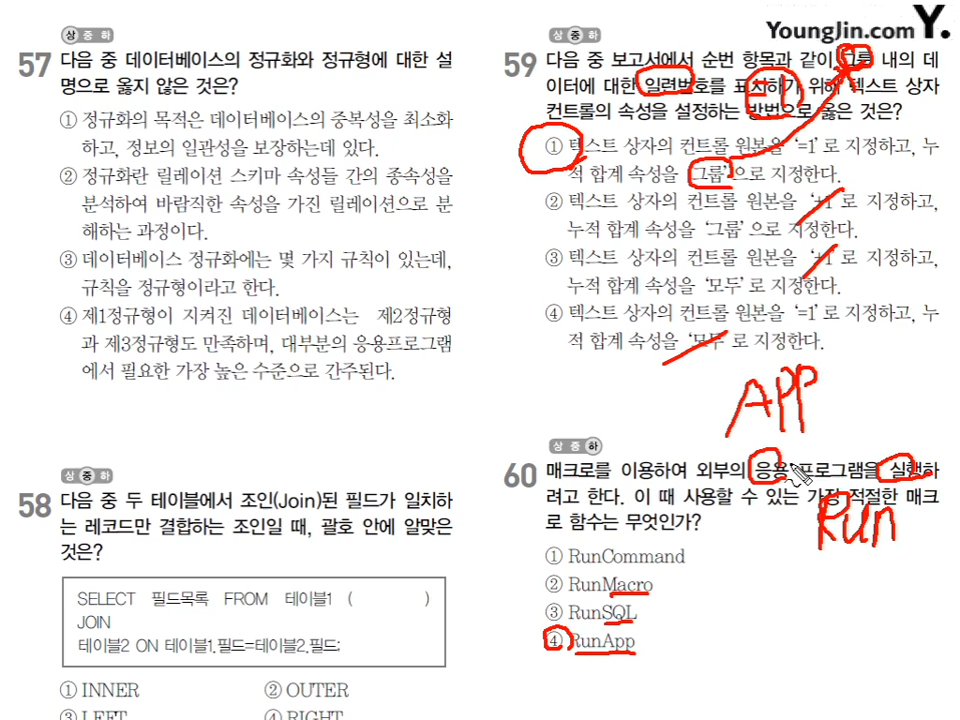 YoungJin.com Y.
상 중 하
57 다음 중 데이터베이스의 정규화와 정규형에 대한 설
명으로 옳지 않은 것은?
① 정규화의 목적은 데이터베이스의 중복성을 최소화
하고, 정보의 일관성을 보장하는데 있다.
② 정규화란 릴레이션 스키마 속성들 간의 종속성을
분석하여 바람직한 속성을 가진 릴레이션으로 분
해하는 과정이다.
③ 데이터베이스 정규화에는 몇 가지 규칙이 있는데,
규칙을 정규형이라고 한다.
④ 제1정규형이 지켜진 데이터베이스는 제2정규형
과 제3정규형도 만족하며, 대부분의 응용프로그램
에서 필요한 가장 높은 수준으로 간주된다.
상 중 하
58 다음 중 두 테이블에서 조인(Join)된 필드가 일치하
는 레코드만 결합하는 조인일 때, 괄호 안에 알맞은
것은?
SELECT 필드목록 FROM 테이블1 ( )
JOIN
테이블2 ON 테이블1.필드=테이블2.필드;
① INNER ② OUTER
③ LEFT ④ RIGHT
상 중 하
59 다음 중 보고서에서 순번 항목과 같이 그룹 내의 데
이터에 대한 일련번호를 표시하기 위해 텍스트 상자
컨트롤의 속성을 설정하는 방법으로 옳은 것은?
=1
① 텍스트 상자의 컨트롤 원본을 '=1'로 지정하고, 누
적 합계 속성을 '그룹'으로 지정한다.
② 텍스트 상자의 컨트롤 원본을 '+1'로 지정하고,
누적 합계 속성을 '그룹'으로 지정한다.
③ 텍스트 상자의 컨트롤 원본을 '+1'로 지정하고,
누적 합계 속성을 '모두'로 지정한다.
④ 텍스트 상자의 컨트롤 원본을 '=1'로 지정하고, 누
적 합계 속성을 '모두'로 지정한다.
APP
상 중 하
60 매크로를 이용하여 외부의 응용 프로그램을 실행하
려고 한다. 이 때 사용할 수 있는 가장 적절한 매크
로 함수는 무엇인가?
Run
① RunCommand
② RunMacro
③ RunSQL
④ RunApp